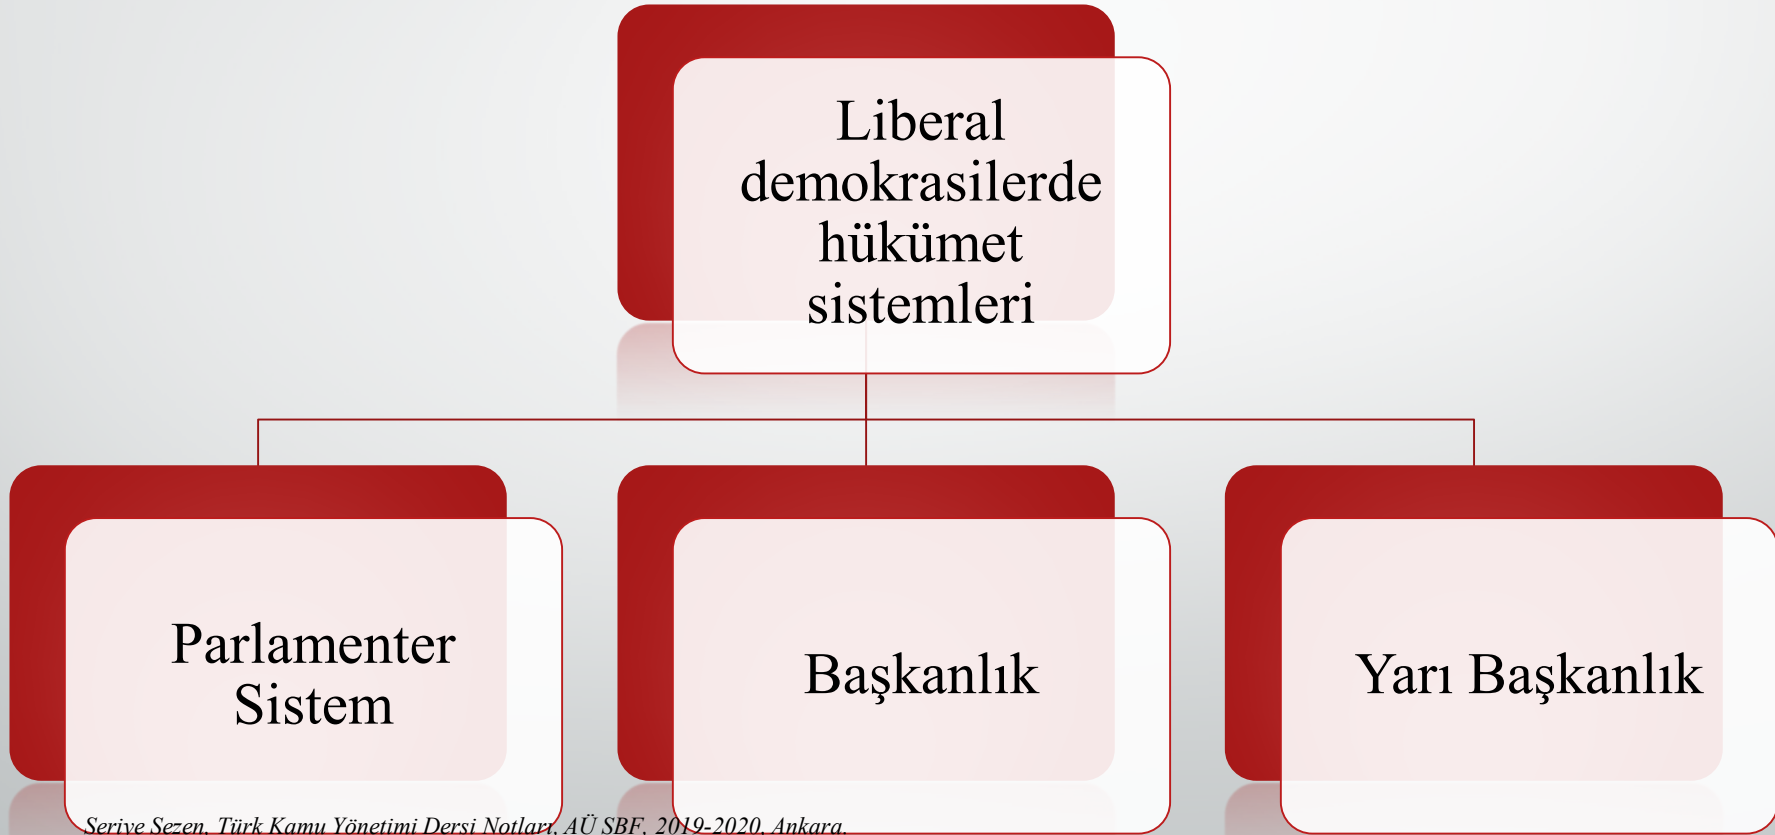 Liberal
demokrasilerde
hükümet
sistemleri
Parlamenter
Sistem
Başkanlık
Yarı Başkanlık
Seriye Sezen, Türk Kamu Yönetimi Dersi Notları, AÜ SBF, 2019-2020, Ankara.